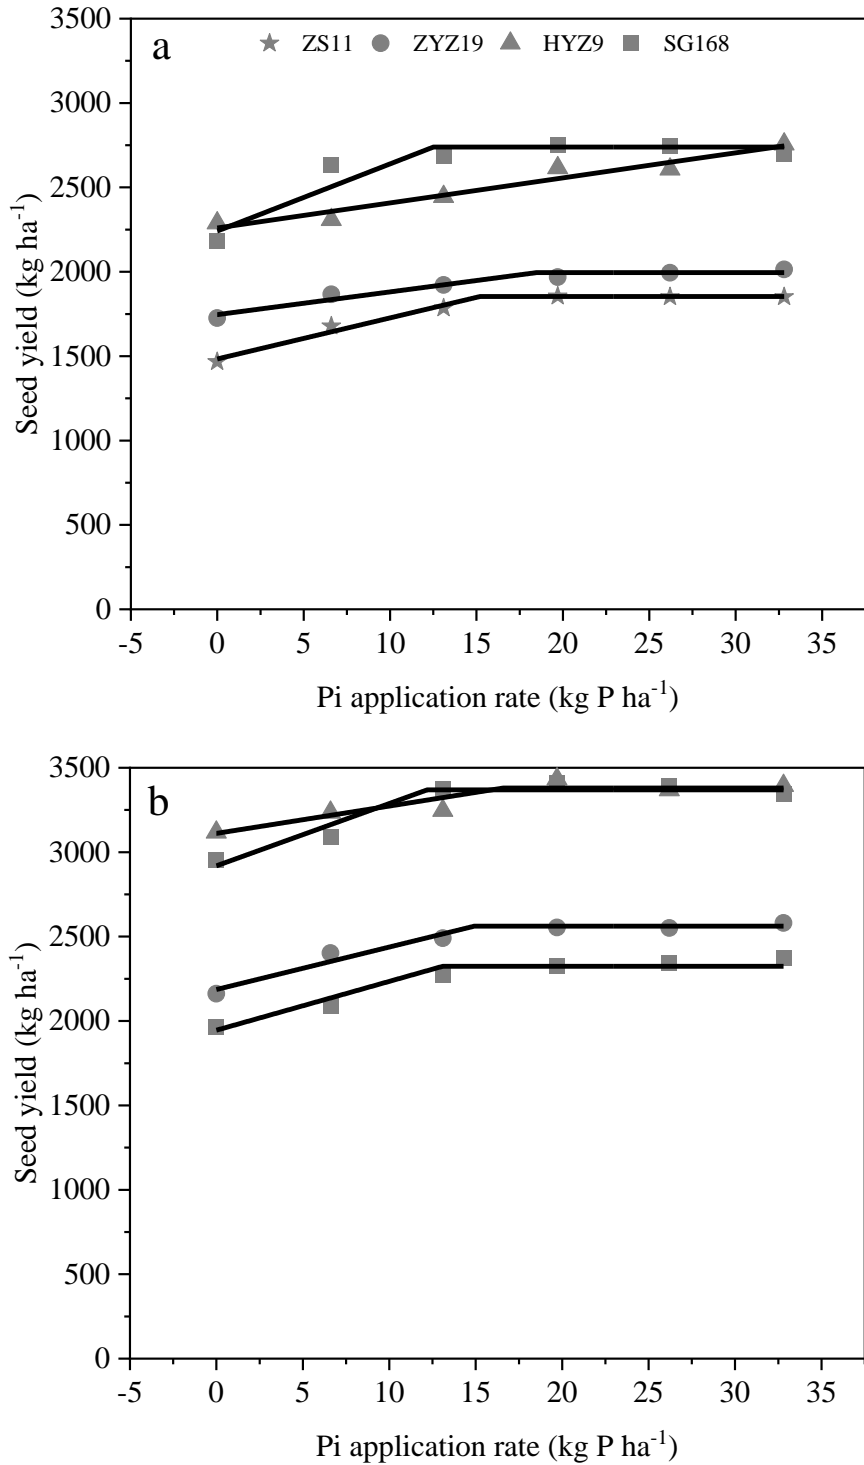 a
ZS11 ZYZ19 HYZ9 SG168
3500
3000
2500
2000
1500
1000
500
0
Seed yield (kg ha⁻¹)
-5 0 5 10 15 20 25 30 35
Pi application rate (kg P ha⁻¹)
b
3500
3000
2500
2000
1500
1000
500
0
Seed yield (kg ha⁻¹)
-5 0 5 10 15 20 25 30 35
Pi application rate (kg P ha⁻¹)